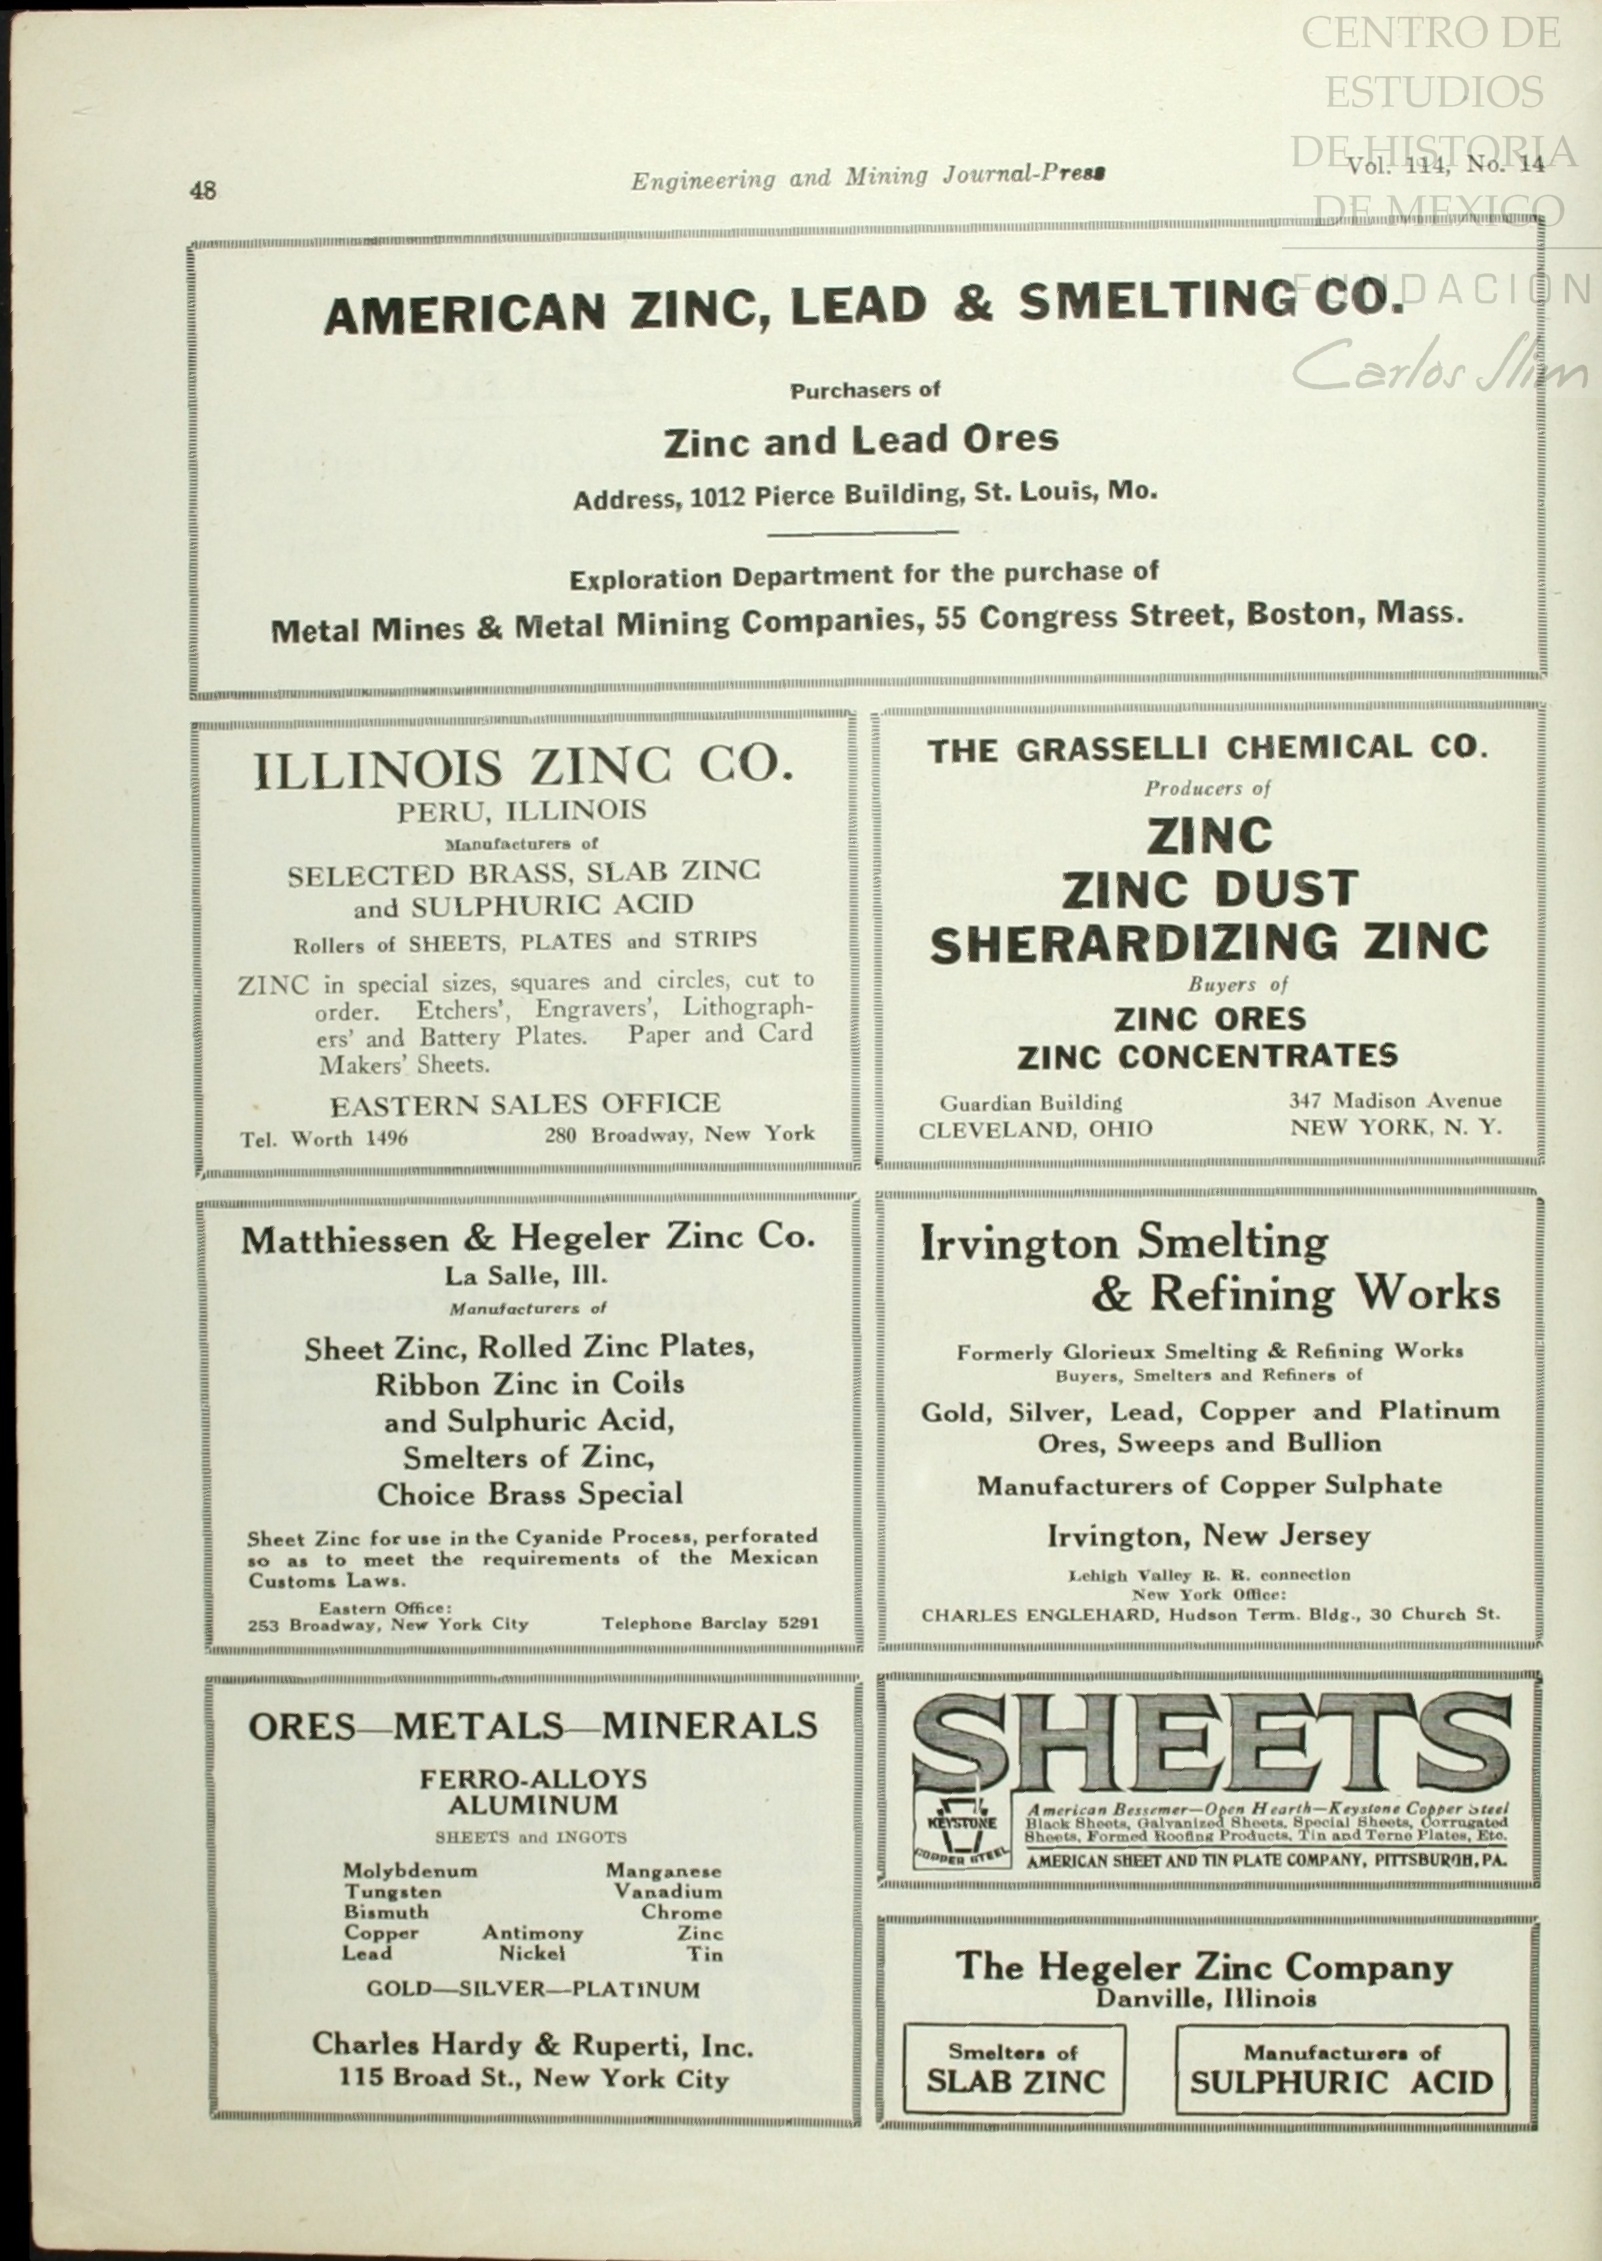 CENTRO DE
ESTUDIOS
DE HISTORIA
DE MEXICO
FUNDACIÓN
Carlos Slim
48
Engineering and Mining Journal-Press
Vol. 114, No. 14
AMERICAN ZINC, LEAD & SMELTING CO.
Purchasers of
Zinc and Lead Ores
Address, 1012 Pierce Building, St. Louis, Mo.
Exploration Department for the purchase of
Metal Mines & Metal Mining Companies, 55 Congress Street, Boston, Mass.
ILLINOIS ZINC CO.
PERU, ILLINOIS
Manufacturers of
SELECTED BRASS, SLAB ZINC
and SULPHURIC ACID
Rollers of SHEETS, PLATES and STRIPS
ZINC in special sizes, squares and circles, cut to
order. Etchers', Engravers', Lithograph-
ers' and Battery Plates. Paper and Card
Makers' Sheets.
EASTERN SALES OFFICE
Tel. Worth 1496 280 Broadway, New York
THE GRASSELLI CHEMICAL CO.
Producers of
ZINC
ZINC DUST
SHERARDIZING ZINC
Buyers of
ZINC ORES
ZINC CONCENTRATES
Guardian Building 347 Madison Avenue
CLEVELAND, OHIO NEW YORK, N. Y.
Matthiessen & Hegeler Zinc Co.
La Salle, Ill.
Manufacturers of
Sheet Zinc, Rolled Zinc Plates,
Ribbon Zinc in Coils
and Sulphuric Acid,
Smelters of Zinc,
Choice Brass Special
Sheet Zinc for use in the Cyanide Process, perforated
so as to meet the requirements of the Mexican
Customs Laws.
Eastern Office:
253 Broadway, New York City Telephone Barclay 5291
Irvington Smelting
& Refining Works
Formerly Glorieux Smelting & Refining Works
Buyers, Smelters and Refiners of
Gold, Silver, Lead, Copper and Platinum
Ores, Sweeps and Bullion
Manufacturers of Copper Sulphate
Irvington, New Jersey
Lehigh Valley R. R. connection
New York Office:
CHARLES ENGLEHARD, Hudson Term. Bldg., 30 Church St.
ORES—METALS—MINERALS
FERRO-ALLOYS
ALUMINUM
SHEETS and INGOTS
Molybdenum Manganese
Tungsten Vanadium
Bismuth Chrome
Copper Antimony Zinc
Lead Nickel Tin
GOLD—SILVER—PLATINUM
Charles Hardy & Ruperti, Inc.
115 Broad St., New York City
SHEETS
KEYSTONE
COPPER STEEL
American Bessemer—Open Hearth—Keystone Copper Steel
Black Sheets, Galvanized Sheets, Special Sheets, Corrugated
Sheets, Formed Roofing Products, Tin and Terne Plates, Etc.
AMERICAN SHEET AND TIN PLATE COMPANY, PITTSBURGH, PA.
The Hegeler Zinc Company
Danville, Illinois
Smelters of
SLAB ZINC
Manufacturers of
SULPHURIC ACID